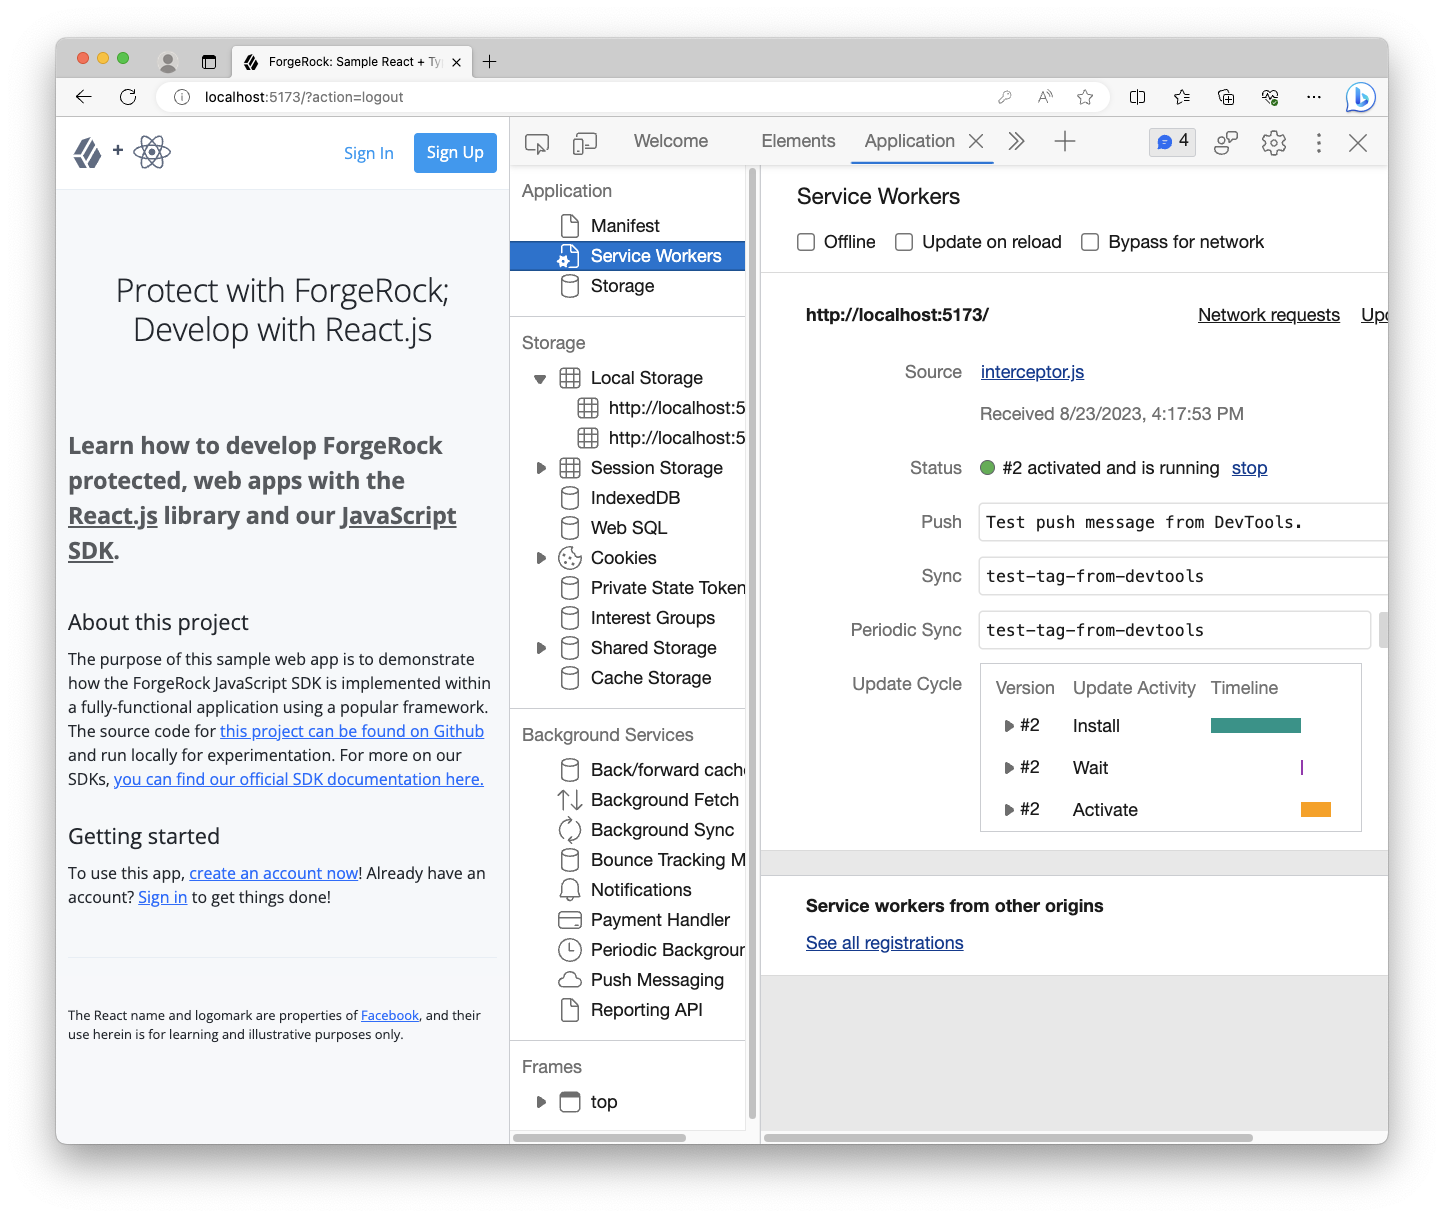 ForgeRock: Sample React + Ty
localhost:5173/?action=logout
+
Sign In
Sign Up
Protect with ForgeRock;
Develop with React.js
Learn how to develop ForgeRock
protected, web apps with the
React.js library and our JavaScript
SDK.
About this project
The purpose of this sample web app is to demonstrate
how the ForgeRock JavaScript SDK is implemented within
a fully-functional application using a popular framework.
The source code for this project can be found on Github
and run locally for experimentation. For more on our
SDKs, you can find our official SDK documentation here.
Getting started
To use this app, create an account now! Already have an
account? Sign in to get things done!
The React name and logomark are properties of Facebook, and their
use herein is for learning and illustrative purposes only.
Welcome
Elements
Application
4
Application
Manifest
Service Workers
Storage
Storage
Local Storage
http://localhost:5
http://localhost:5
Session Storage
IndexedDB
Web SQL
Cookies
Private State Token
Interest Groups
Shared Storage
Cache Storage
Background Services
Back/forward cach
Background Fetch
Background Sync
Bounce Tracking M
Notifications
Payment Handler
Periodic Backgrour
Push Messaging
Reporting API
Frames
top
Service Workers
Offline
Update on reload
Bypass for network
http://localhost:5173/
Network requests
Upd
Source
interceptor.js
Received 8/23/2023, 4:17:53 PM
Status
#2 activated and is running stop
Push
Test push message from DevTools.
Sync
test-tag-from-devtools
Periodic Sync
test-tag-from-devtools
Update Cycle
Version Update Activity Timeline
#2 Install
#2 Wait
#2 Activate
Service workers from other origins
See all registrations